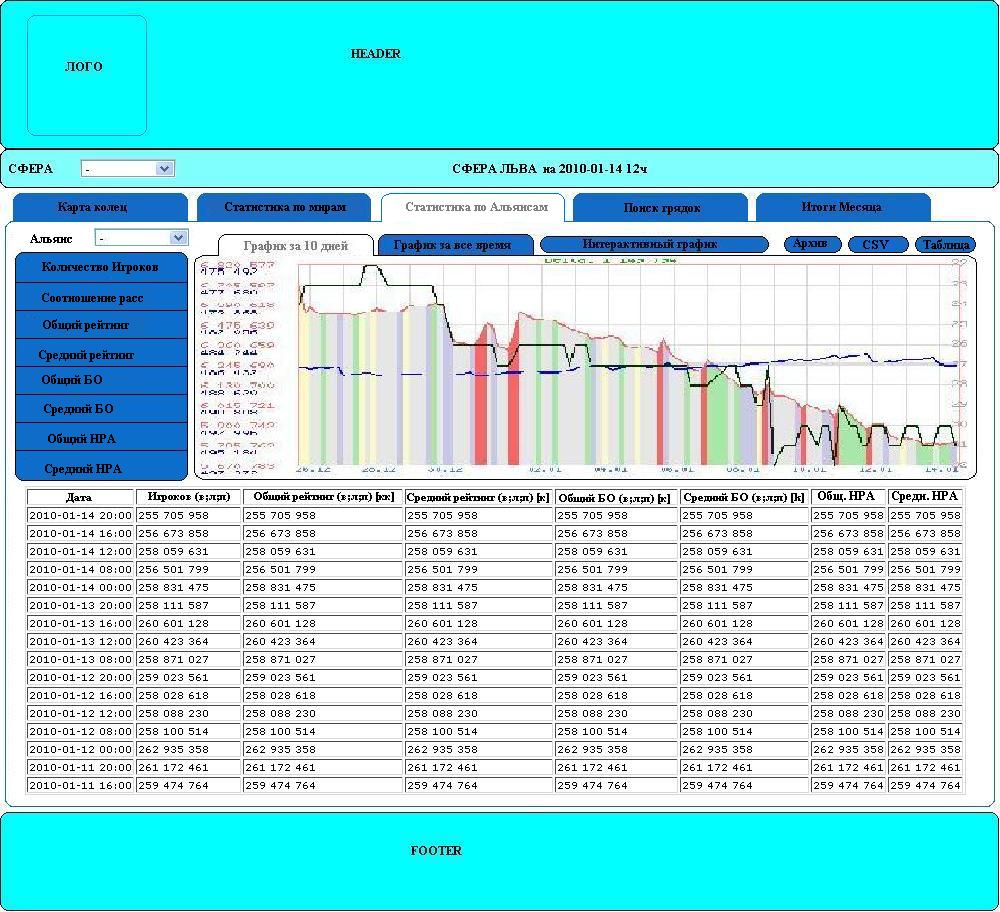 ЛОГО
HEADER
СФЕРА - СФЕРА ЛЬВА на 2010-01-14 12ч
Карта колец Статистика по мирам Статистика по Альянсам Поиск грядок Итоги Месяца
Альянс - График за 10 дней График за все время Интерактивный график Архив CSV Таблица
Количество Игроков
Соотношение расс
Общий рейтинг
Средний рейтинг
Общий БО
Средний БО
Общий НРА
Средний НРА
Дата Игроков (в;л;п) Общий рейтинг (в;л;п) [кк] Средний рейтинг (в;л;п) [к] Общий БО (в;л;п) [к] Средний БО (в;л;п) [k] Общ. НРА Средн. НРА
2010-01-14 20:00 255 705 958 255 705 958 255 705 958 255 705 958 255 705 958 255 705 958 255 705 958
2010-01-14 16:00 256 673 858 256 673 858 256 673 858 256 673 858 256 673 858 256 673 858 256 673 858
2010-01-14 12:00 258 059 631 258 059 631 258 059 631 258 059 631 258 059 631 258 059 631 258 059 631
2010-01-14 08:00 256 501 799 256 501 799 256 501 799 256 501 799 256 501 799 256 501 799 256 501 799
2010-01-14 00:00 258 831 475 258 831 475 258 831 475 258 831 475 258 831 475 258 831 475 258 831 475
2010-01-13 20:00 258 111 587 258 111 587 258 111 587 258 111 587 258 111 587 258 111 587 258 111 587
2010-01-13 16:00 260 601 128 260 601 128 260 601 128 260 601 128 260 601 128 260 601 128 260 601 128
2010-01-13 12:00 260 423 364 260 423 364 260 423 364 260 423 364 260 423 364 260 423 364 260 423 364
2010-01-13 08:00 258 871 027 258 871 027 258 871 027 258 871 027 258 871 027 258 871 027 258 871 027
2010-01-12 20:00 259 023 561 259 023 561 259 023 561 259 023 561 259 023 561 259 023 561 259 023 561
2010-01-12 16:00 258 028 618 258 028 618 258 028 618 258 028 618 258 028 618 258 028 618 258 028 618
2010-01-12 12:00 258 088 230 258 088 230 258 088 230 258 088 230 258 088 230 258 088 230 258 088 230
2010-01-12 08:00 258 100 514 258 100 514 258 100 514 258 100 514 258 100 514 258 100 514 258 100 514
2010-01-12 00:00 262 935 358 262 935 358 262 935 358 262 935 358 262 935 358 262 935 358 262 935 358
2010-01-11 20:00 261 172 461 261 172 461 261 172 461 261 172 461 261 172 461 261 172 461 261 172 461
2010-01-11 16:00 259 474 764 259 474 764 259 474 764 259 474 764 259 474 764 259 474 764 259 474 764
FOOTER